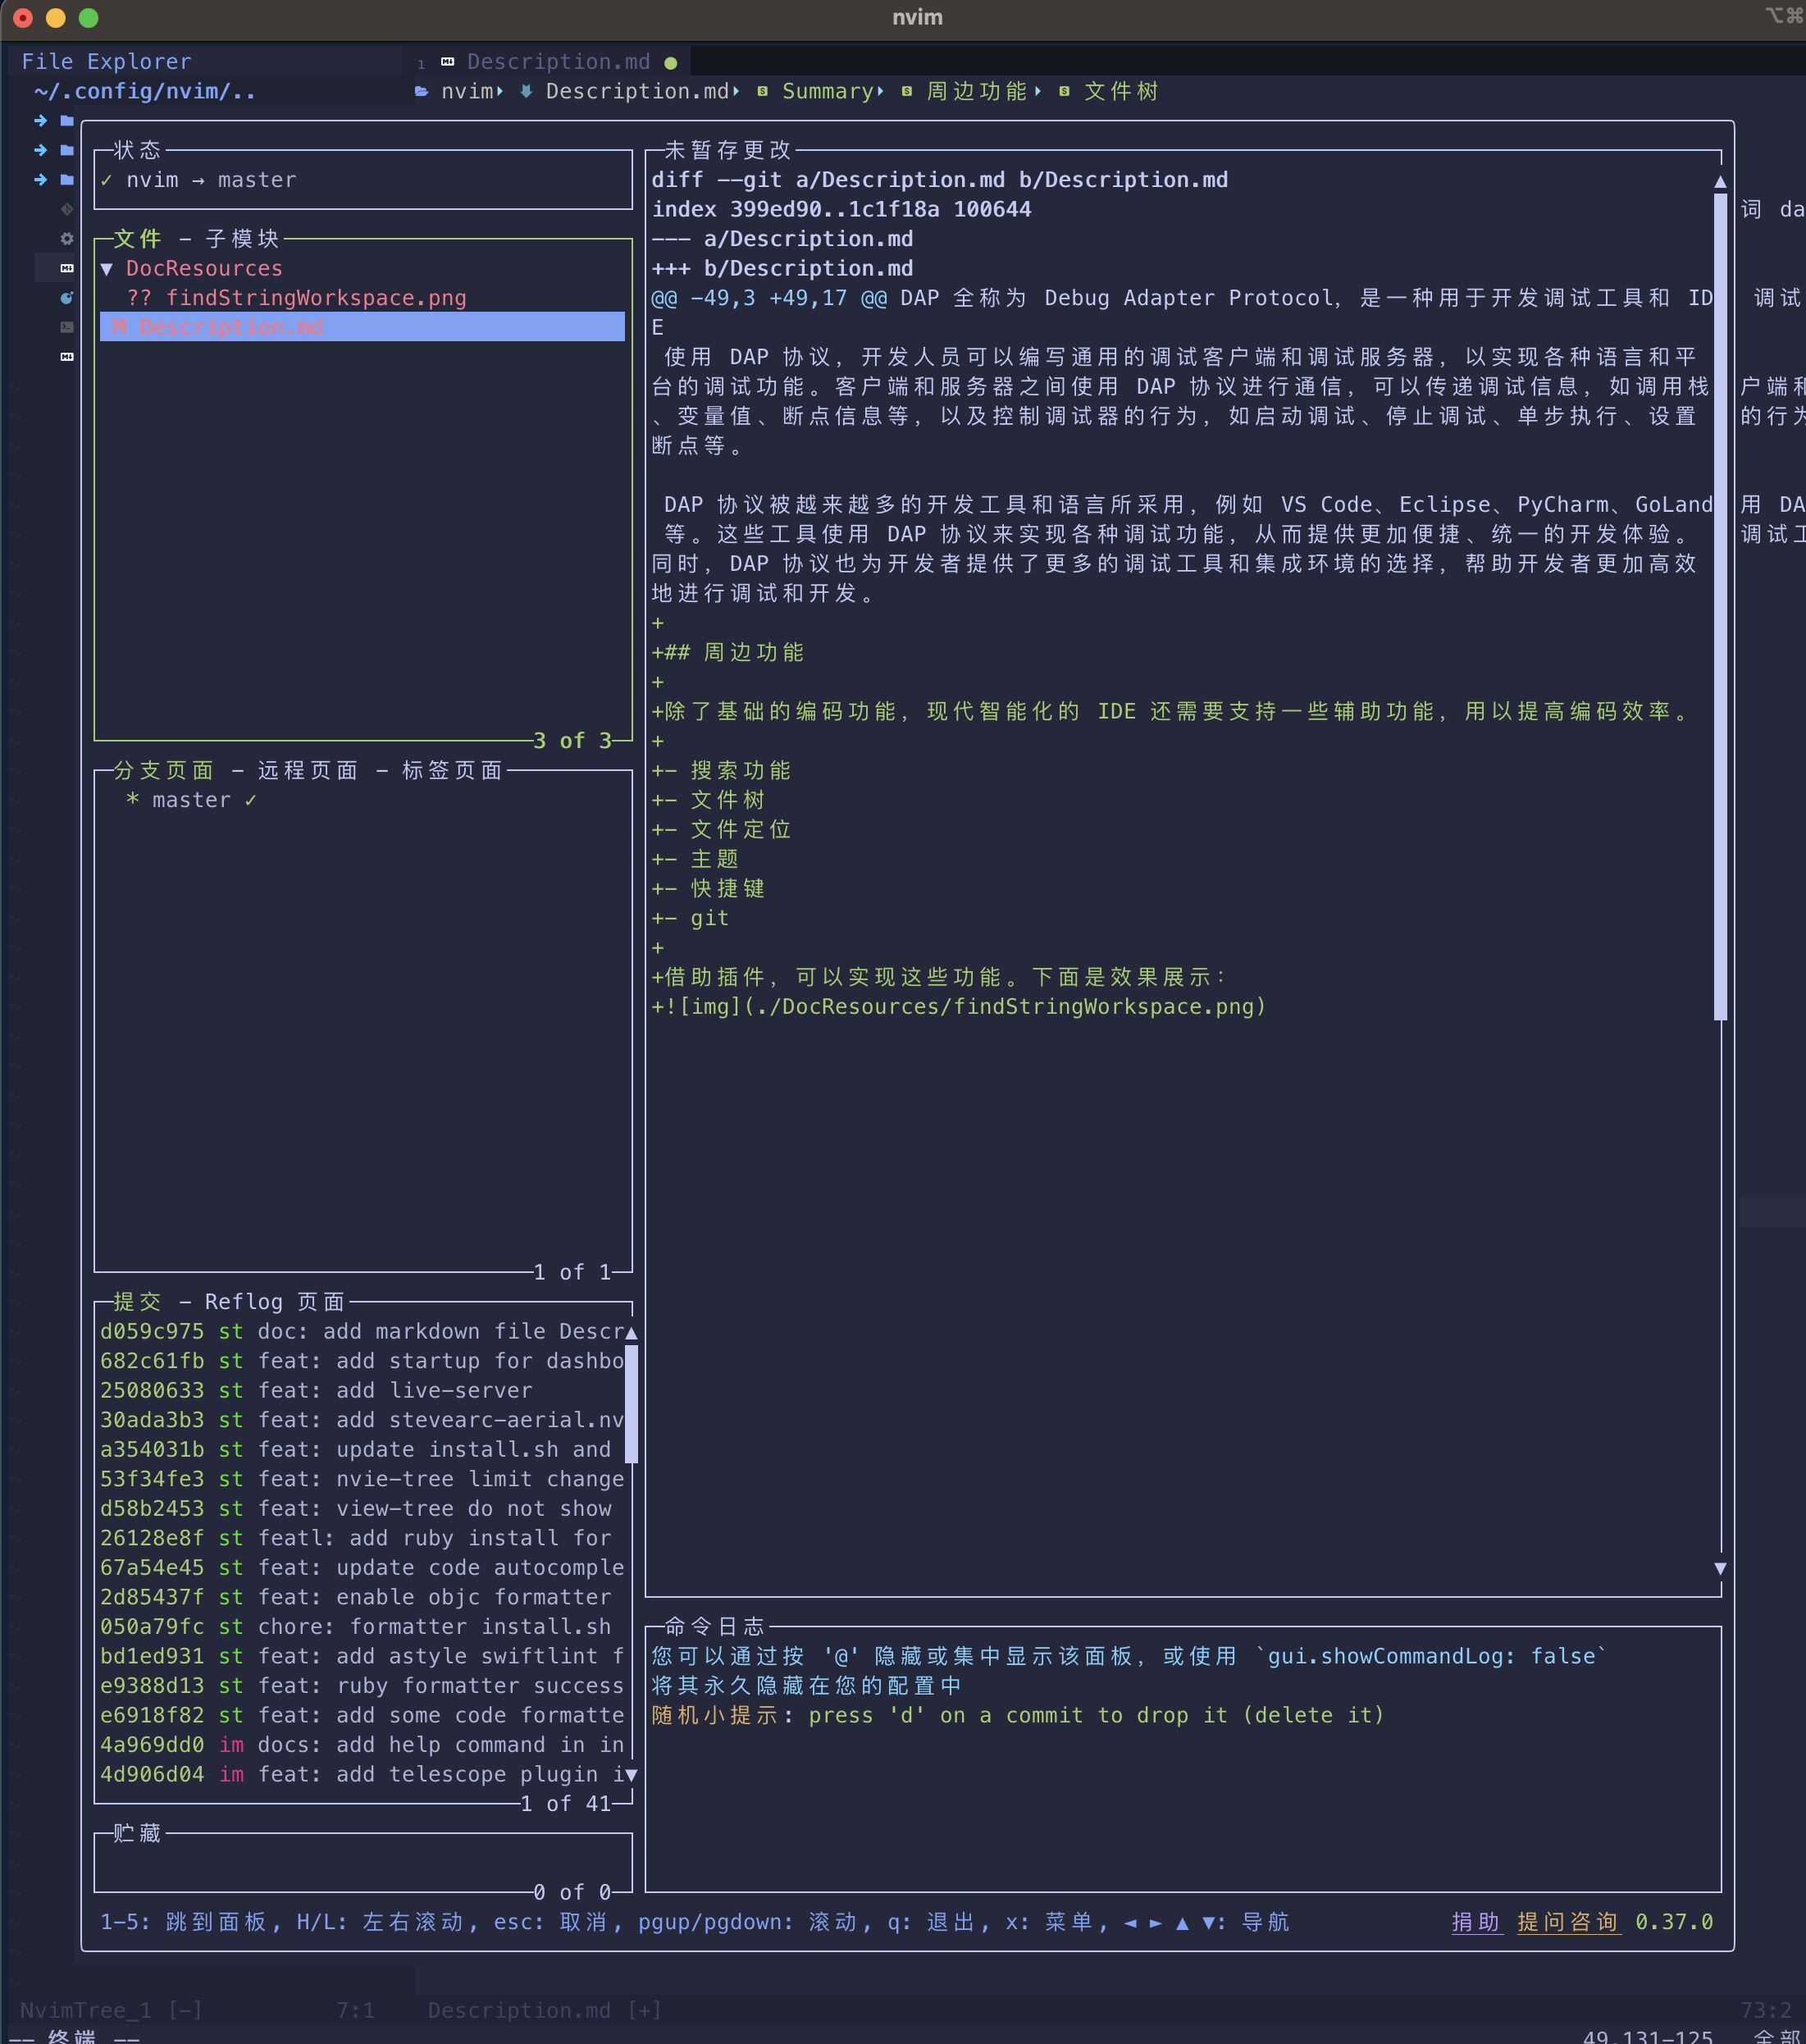 nvim
⌥⌘
File Explorer
1 Description.md ●
~/.config/nvim/..
nvim Description.md Summary 周边功能 文件树
状态
✓ nvim → master
文件 - 子模块
▼ DocResources
?? findStringWorkspace.png
M Description.md
3 of 3
分支页面 - 远程页面 - 标签页面
* master ✓
1 of 1
提交 - Reflog 页面
d059c975 st doc: add markdown file Descr
682c61fb st feat: add startup for dashbo
25080633 st feat: add live-server
30ada3b3 st feat: add stevearc-aerial.nv
a354031b st feat: update install.sh and
53f34fe3 st feat: nvie-tree limit change
d58b2453 st feat: view-tree do not show
26128e8f st featl: add ruby install for
67a54e45 st feat: update code autocomple
2d85437f st feat: enable objc formatter
050a79fc st chore: formatter install.sh
bd1ed931 st feat: add astyle swiftlint f
e9388d13 st feat: ruby formatter success
e6918f82 st feat: add some code formatte
4a969dd0 im docs: add help command in in
4d906d04 im feat: add telescope plugin i
1 of 41
贮藏
0 of 0
未暂存更改
diff --git a/Description.md b/Description.md
index 399ed90..1c1f18a 100644
--- a/Description.md
+++ b/Description.md
@@ -49,3 +49,17 @@ DAP 全称为 Debug Adapter Protocol, 是一种用于开发调试工具和 ID
E
使用 DAP 协议, 开发人员可以编写通用的调试客户端和调试服务器, 以实现各种语言和平
台的调试功能。客户端和服务器之间使用 DAP 协议进行通信, 可以传递调试信息, 如调用栈
、变量值、断点信息等, 以及控制调试器的行为, 如启动调试、停止调试、单步执行、设置
断点等。
DAP 协议被越来越多的开发工具和语言所采用, 例如 VS Code、Eclipse、PyCharm、GoLand
等。这些工具使用 DAP 协议来实现各种调试功能, 从而提供更加便捷、统一的开发体验。
同时, DAP 协议也为开发者提供了更多的调试工具和集成环境的选择, 帮助开发者更加高效
地进行调试和开发。
+
+## 周边功能
+
+除了基础的编码功能, 现代智能化的 IDE 还需要支持一些辅助功能, 用以提高编码效率。
+
+- 搜索功能
+- 文件树
+- 文件定位
+- 主题
+- 快捷键
+- git
+
+借助插件, 可以实现这些功能。下面是效果展示:
+![img](./DocResources/findStringWorkspace.png)
词 da
调试
户端和
的行为
用 DA
调试工
命令日志
您可以通过按 '@' 隐藏或集中显示该面板, 或使用 `gui.showCommandLog: false`
将其永久隐藏在您的配置中
随机小提示: press 'd' on a commit to drop it (delete it)
1-5: 跳到面板, H/L: 左右滚动, esc: 取消, pgup/pgdown: 滚动, q: 退出, x: 菜单, ◄ ► ▲ ▼: 导航 捐助 提问咨询 0.37.0
NvimTree_1 [-] 7:1 Description.md [+] 73:2
-- 终端 -- 49,131-125 全部